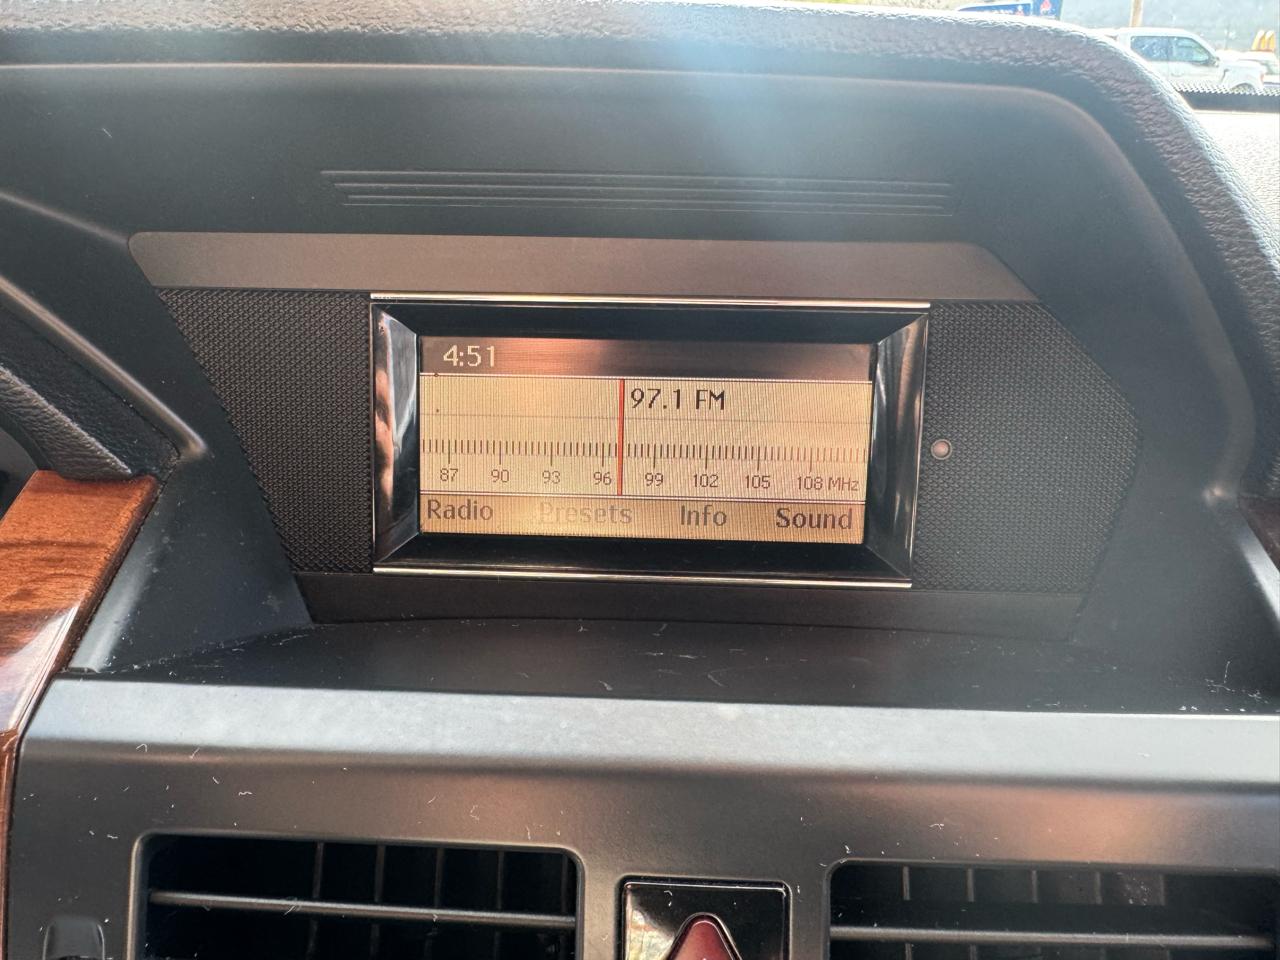 4:51
97.1 FM
87 90 93 96 99 102 105 108 MHz
Radio Presets Info Sound